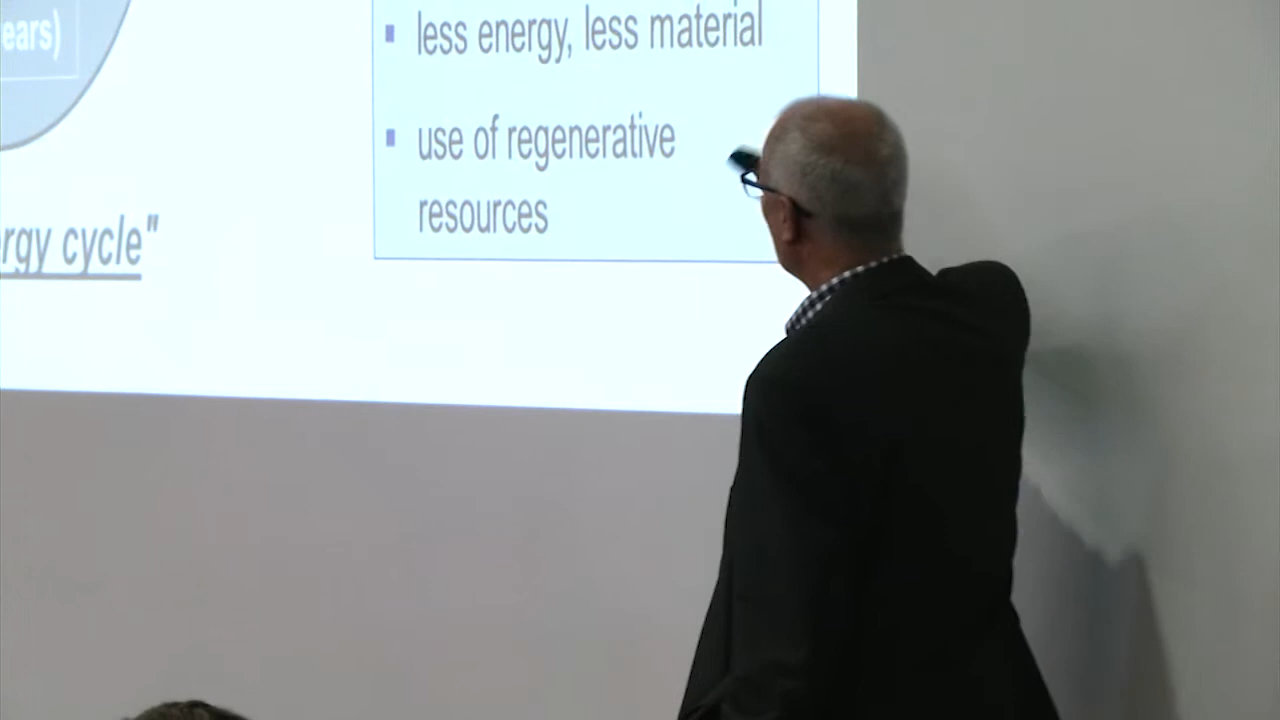 ears)
less energy, less material
use of regenerative
resources
rgy cycle"